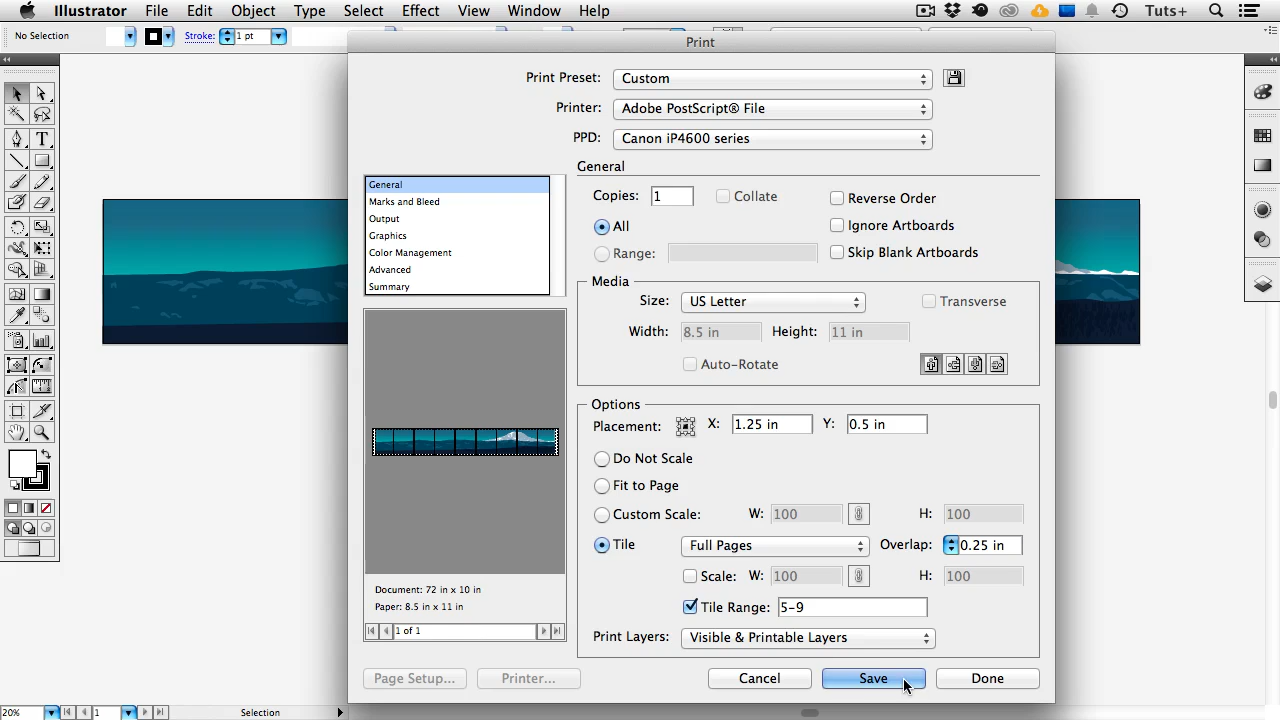 Illustrator File Edit Object Type Select Effect View Window Help Tuts+
No Selection Stroke: 1 pt
Print
Print Preset: Custom
Printer: Adobe PostScript® File
PPD: Canon iP4600 series
General
Marks and Bleed
Output
Graphics
Color Management
Advanced
Summary
General
Copies: 1 Collate Reverse Order
All Ignore Artboards
Range: Skip Blank Artboards
Media
Size: US Letter Transverse
Width: 8.5 in Height: 11 in
Auto-Rotate
Options
Placement: X: 1.25 in Y: 0.5 in
Do Not Scale
Fit to Page
Custom Scale: W: 100 H: 100
Tile Full Pages Overlap: 0.25 in
Scale: W: 100 H: 100
Tile Range: 5-9
Print Layers: Visible & Printable Layers
Document: 72 in x 10 in
Paper: 8.5 in x 11 in
1 of 1
Page Setup... Printer... Cancel Save Done
20% 1 Selection